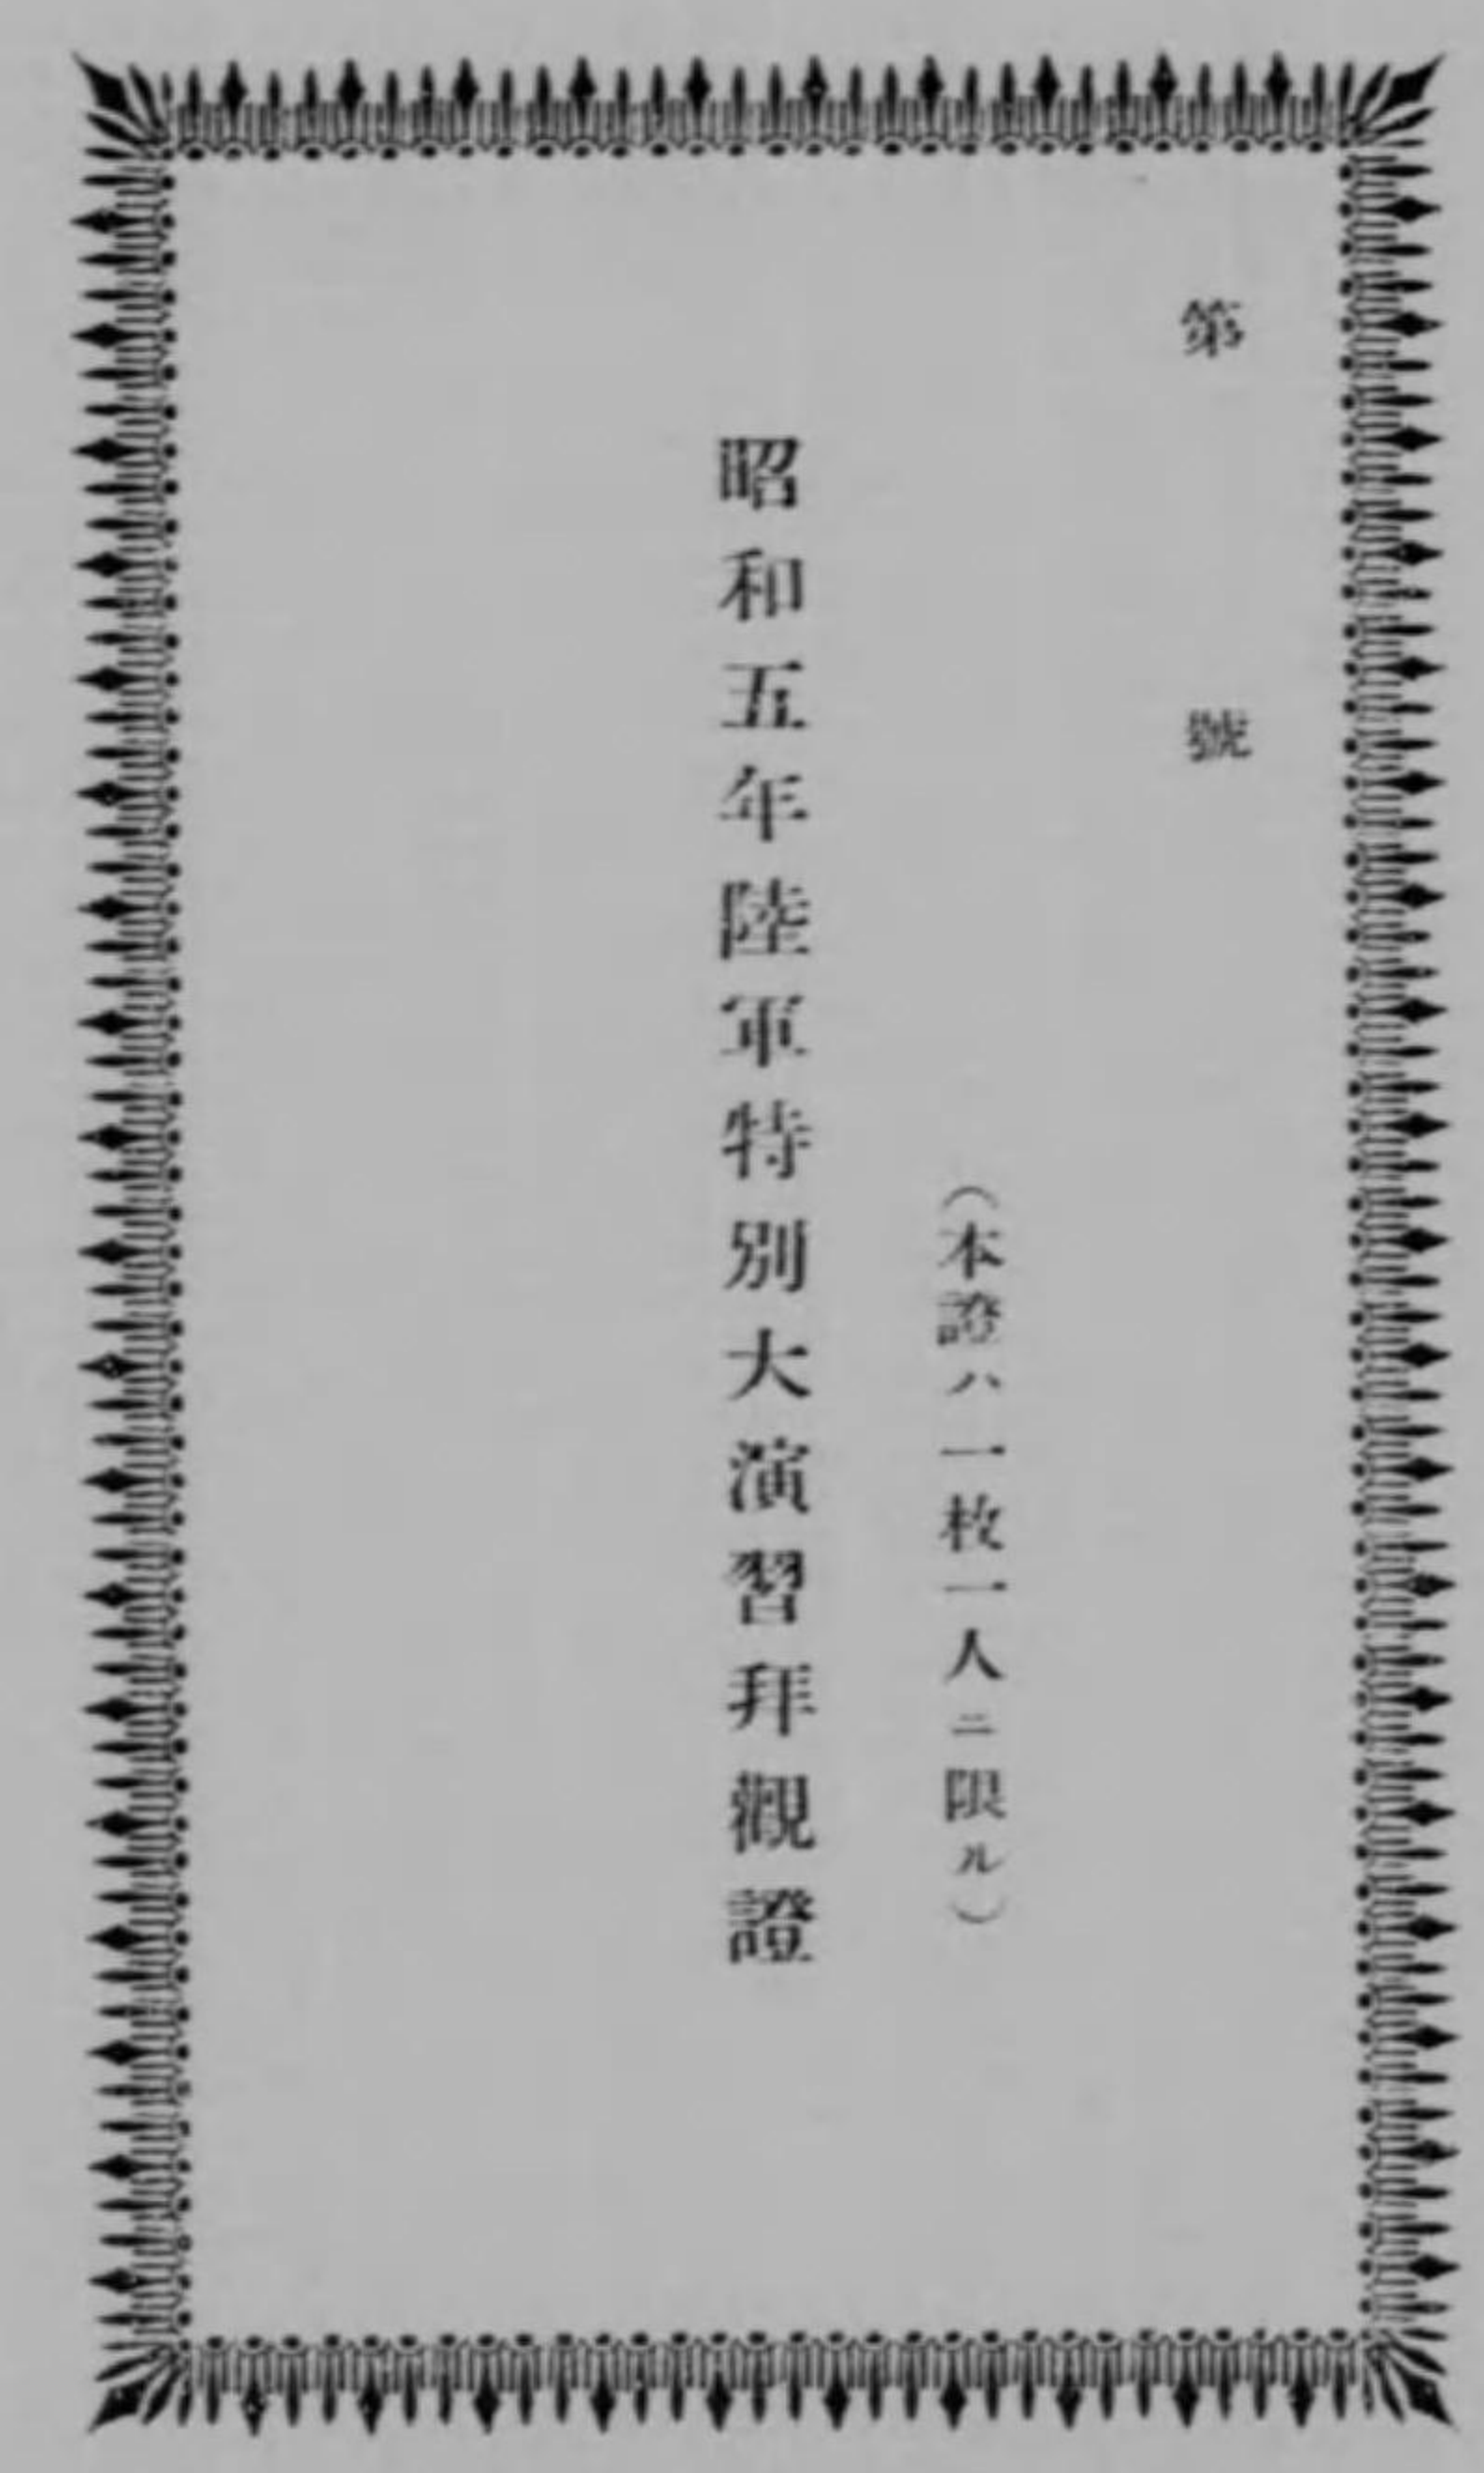 第 號
（本證ハ一枚一人ニ限ル）
昭和五年陸軍特別大演習拜觀證